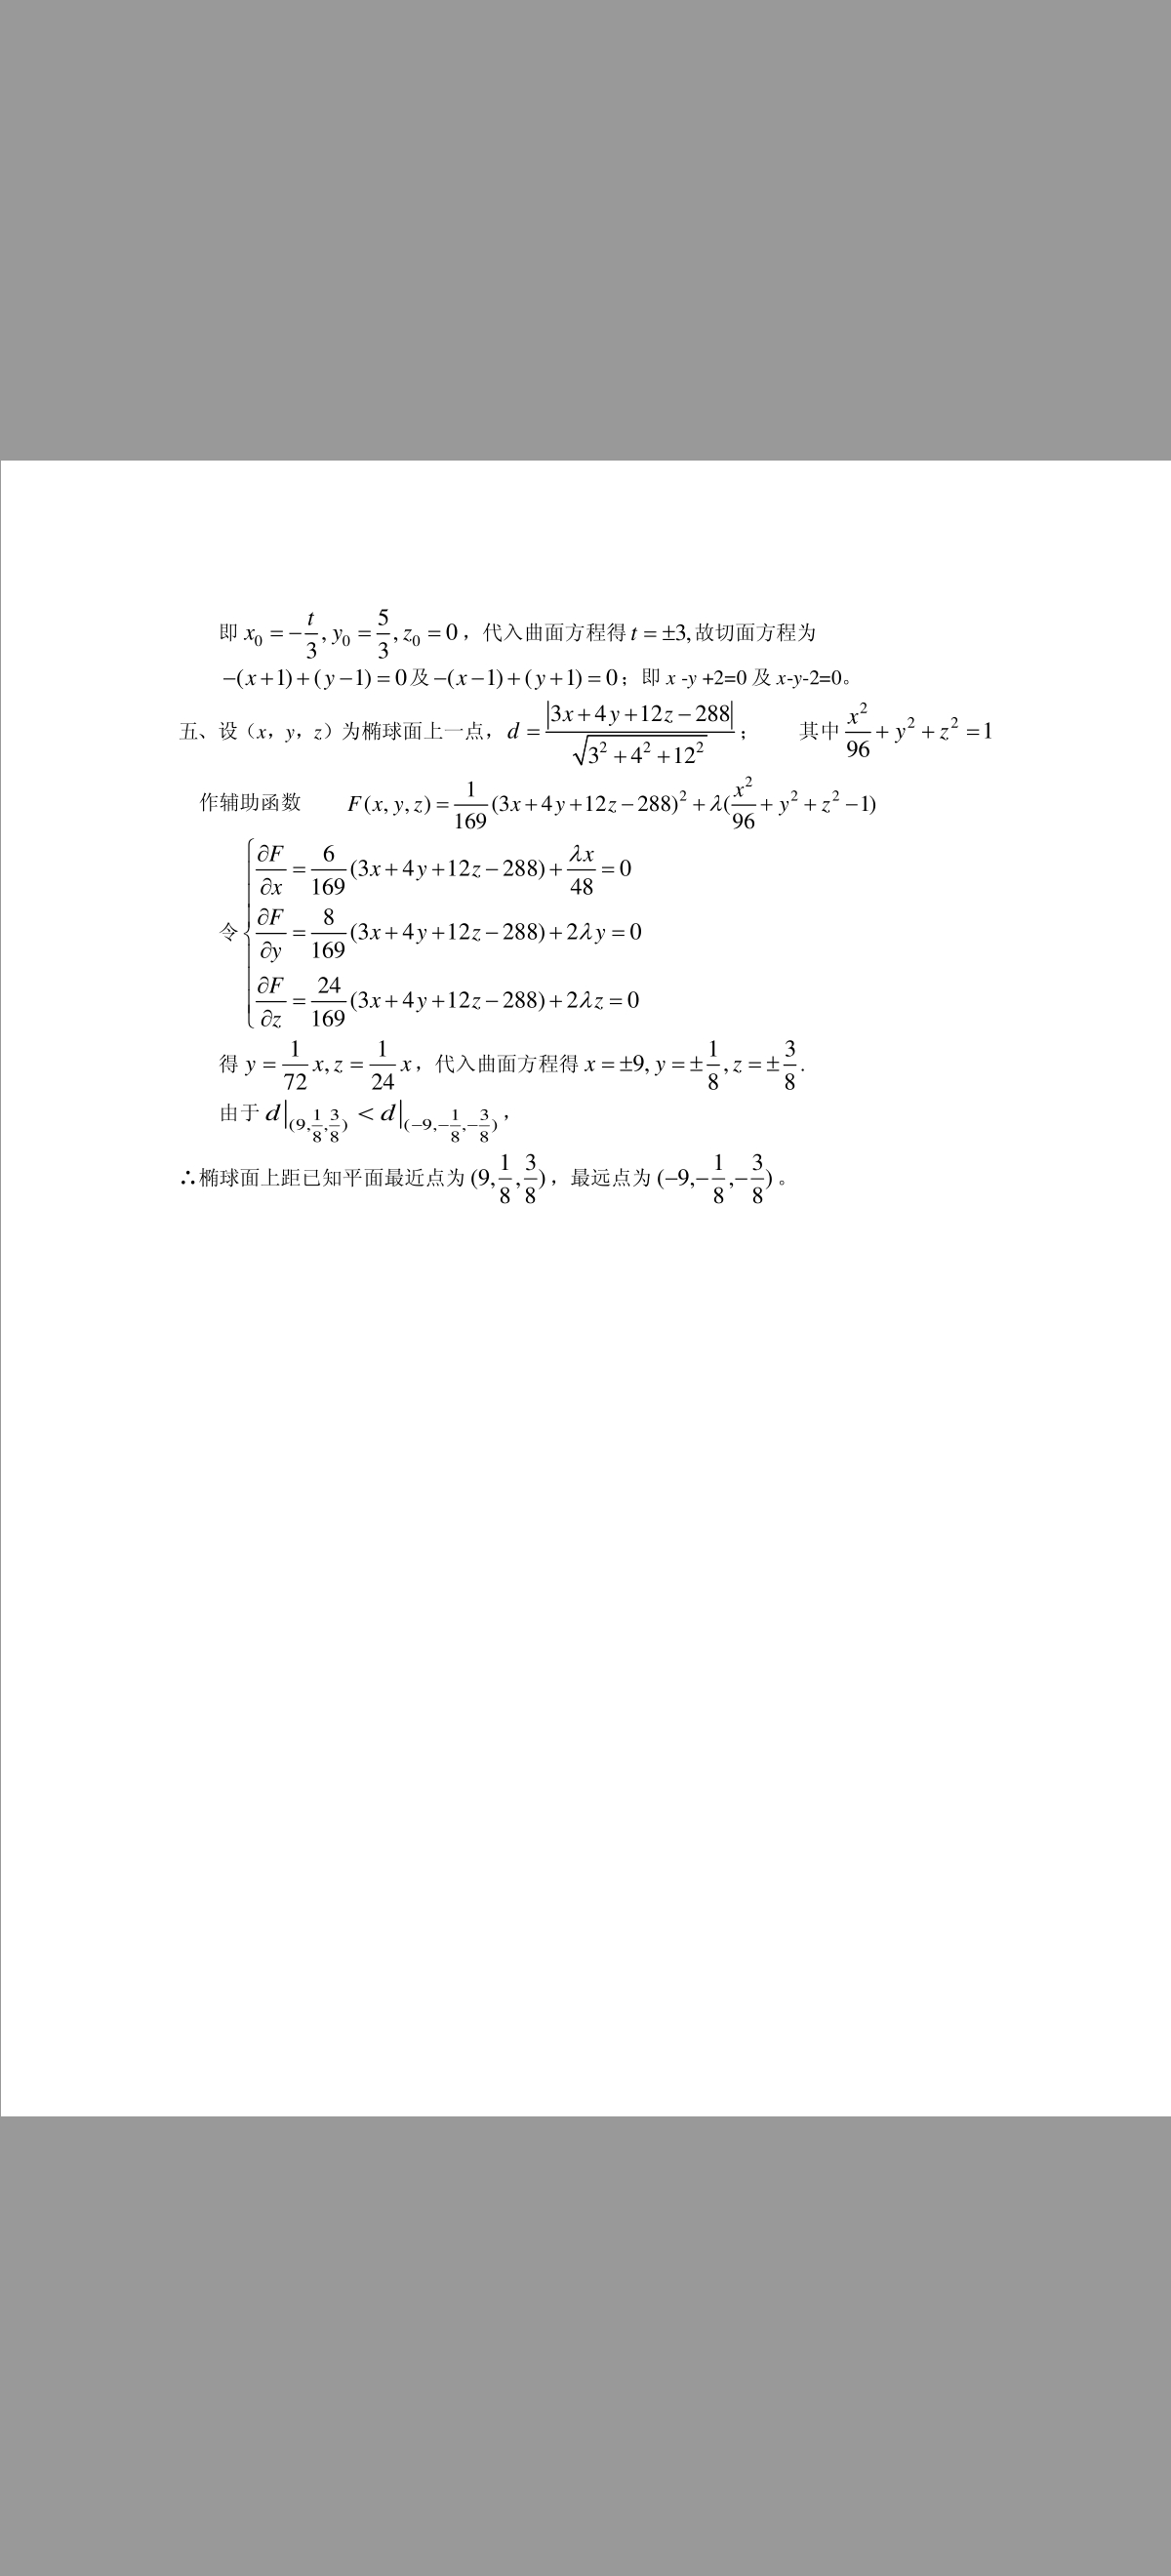 即 $x_0=-\frac{t}{3}, y_0=\frac{5}{3}, z_0=0$，代入曲面方程得 $t=\pm3,$ 故切面方程为
$-(x+1)+(y-1)=0$ 及 $-(x-1)+(y+1)=0$；即 x -y +2=0 及 x-y-2=0。
五、设（x，y，z）为椭球面上一点，$d=\frac{|3x+4y+12z-288|}{\sqrt{3^2+4^2+12^2}}$； 其中 $\frac{x^2}{96}+y^2+z^2=1$
作辅助函数 $F(x,y,z)=\frac{1}{169}(3x+4y+12z-288)^2+\lambda(\frac{x^2}{96}+y^2+z^2-1)$
令 $\begin{cases}\frac{\partial F}{\partial x}=\frac{6}{169}(3x+4y+12z-288)+\frac{\lambda x}{48}=0\\ \frac{\partial F}{\partial y}=\frac{8}{169}(3x+4y+12z-288)+2\lambda y=0\\ \frac{\partial F}{\partial z}=\frac{24}{169}(3x+4y+12z-288)+2\lambda z=0\end{cases}$
得 $y=\frac{1}{72}x, z=\frac{1}{24}x$，代入曲面方程得 $x=\pm9, y=\pm\frac{1}{8}, z=\pm\frac{3}{8}.$
由于 $d|_{(9,\frac{1}{8},\frac{3}{8})}<d|_{(-9,-\frac{1}{8},-\frac{3}{8})}$，
∴椭球面上距已知平面最近点为 $(9,\frac{1}{8},\frac{3}{8})$，最远点为 $(-9,-\frac{1}{8},-\frac{3}{8})$。